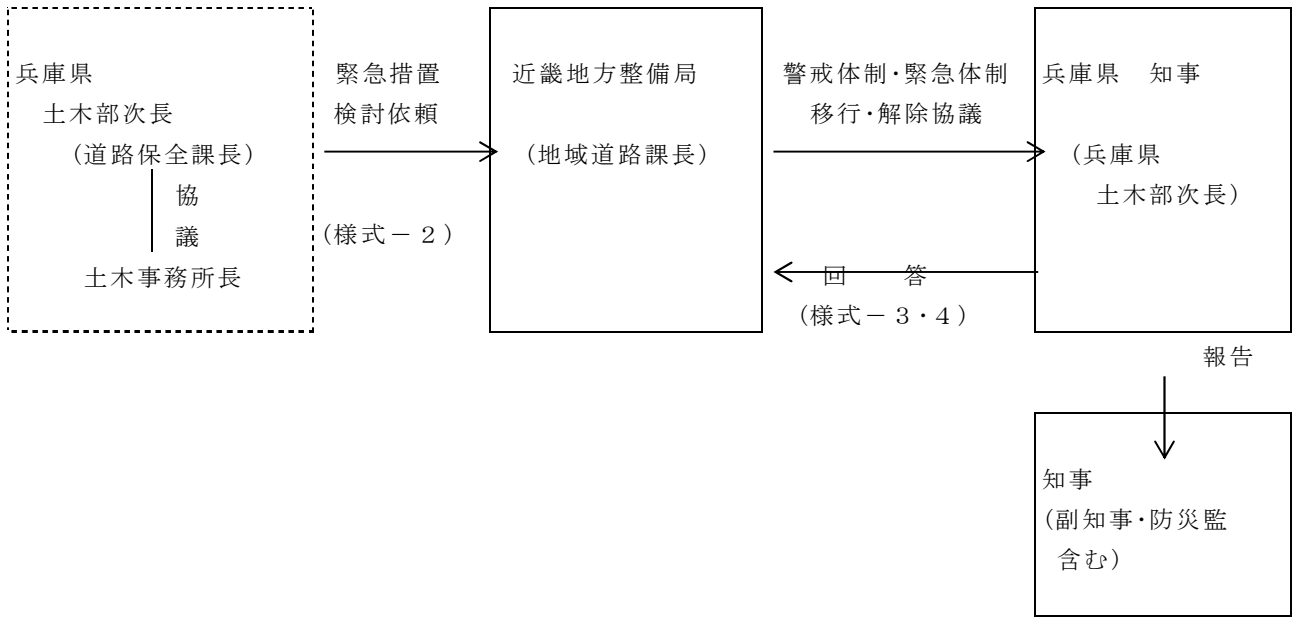 兵庫県
土木部次長
(道路保全課長)
協
議
土木事務所長
緊急措置
検討依頼
(様式－２)
近畿地方整備局
(地域道路課長)
警戒体制・緊急体制
移行・解除協議
回　　答
(様式－３・４)
兵庫県　知事
(兵庫県
土木部次長)
報告
知事
(副知事・防災監
含む)